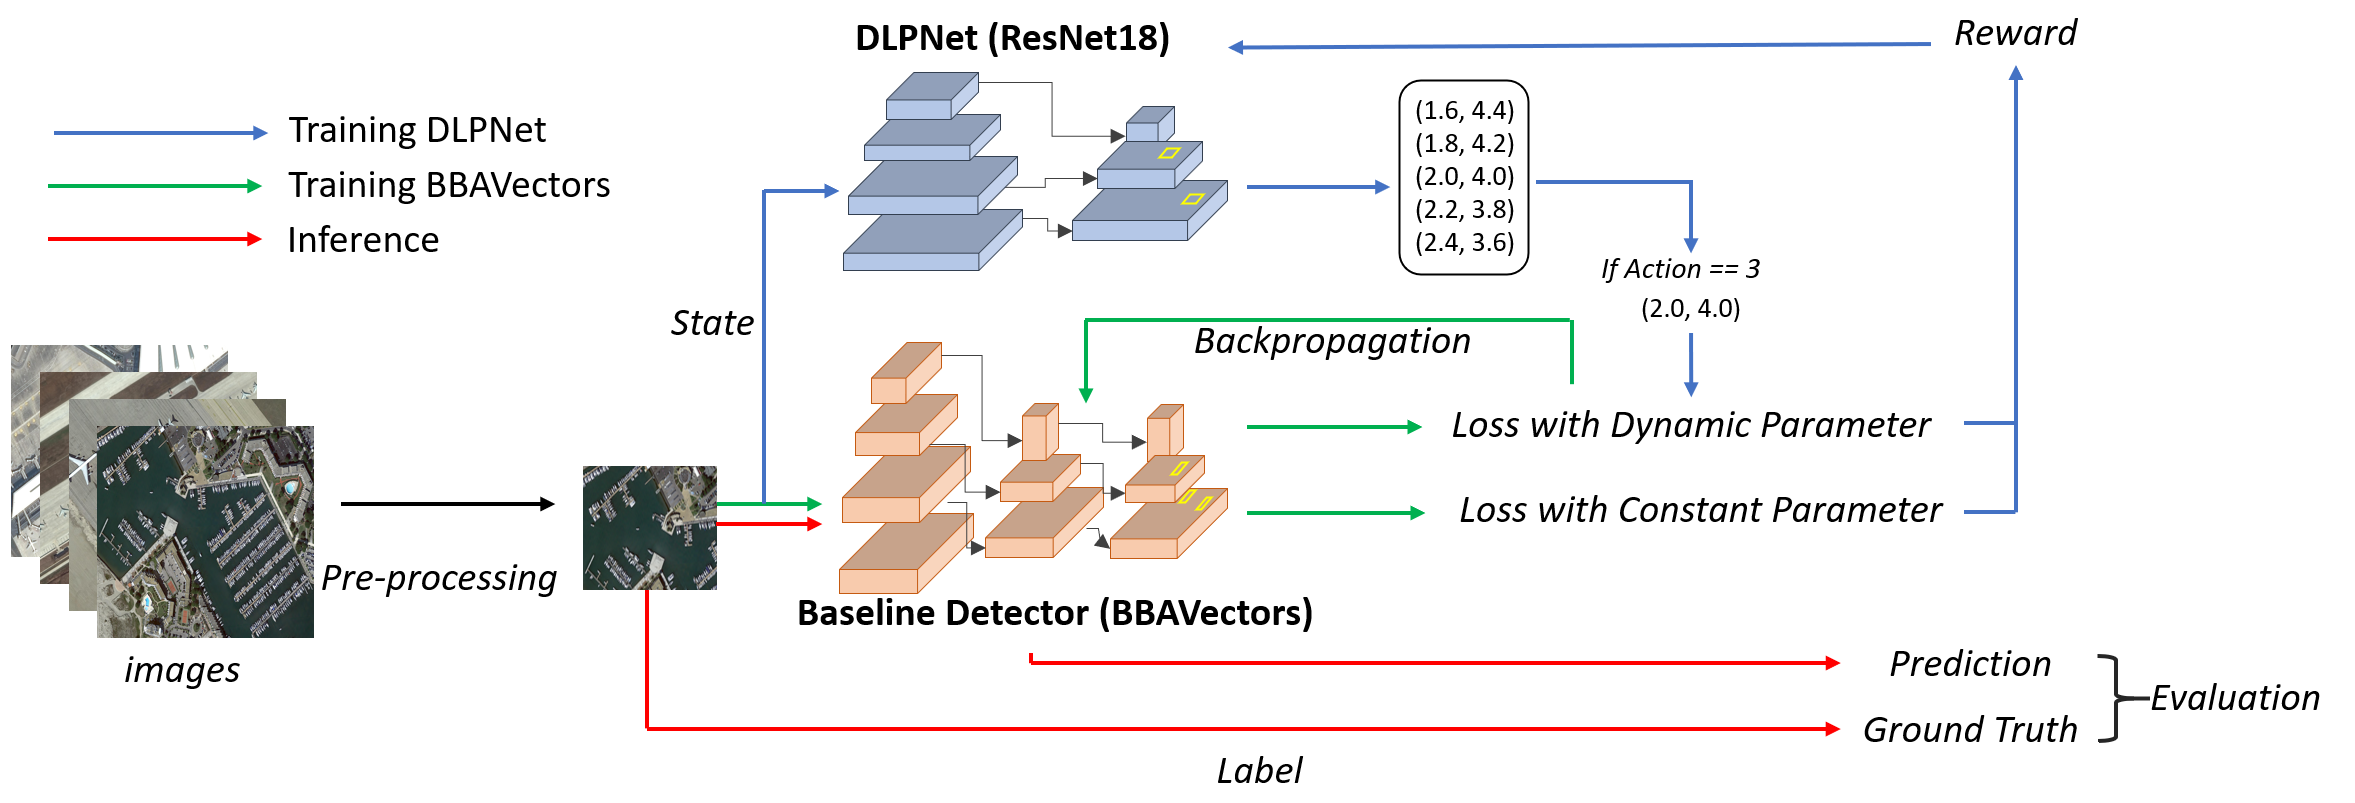 DLPNet (ResNet18)
Reward
Training DLPNet
Training BBAVectors
Inference
(1.6, 4.4)
(1.8, 4.2)
(2.0, 4.0)
(2.2, 3.8)
(2.4, 3.6)
If Action == 3
(2.0, 4.0)
State
Backpropagation
Loss with Dynamic Parameter
Loss with Constant Parameter
Pre-processing
images
Baseline Detector (BBAVectors)
Prediction
Evaluation
Ground Truth
Label